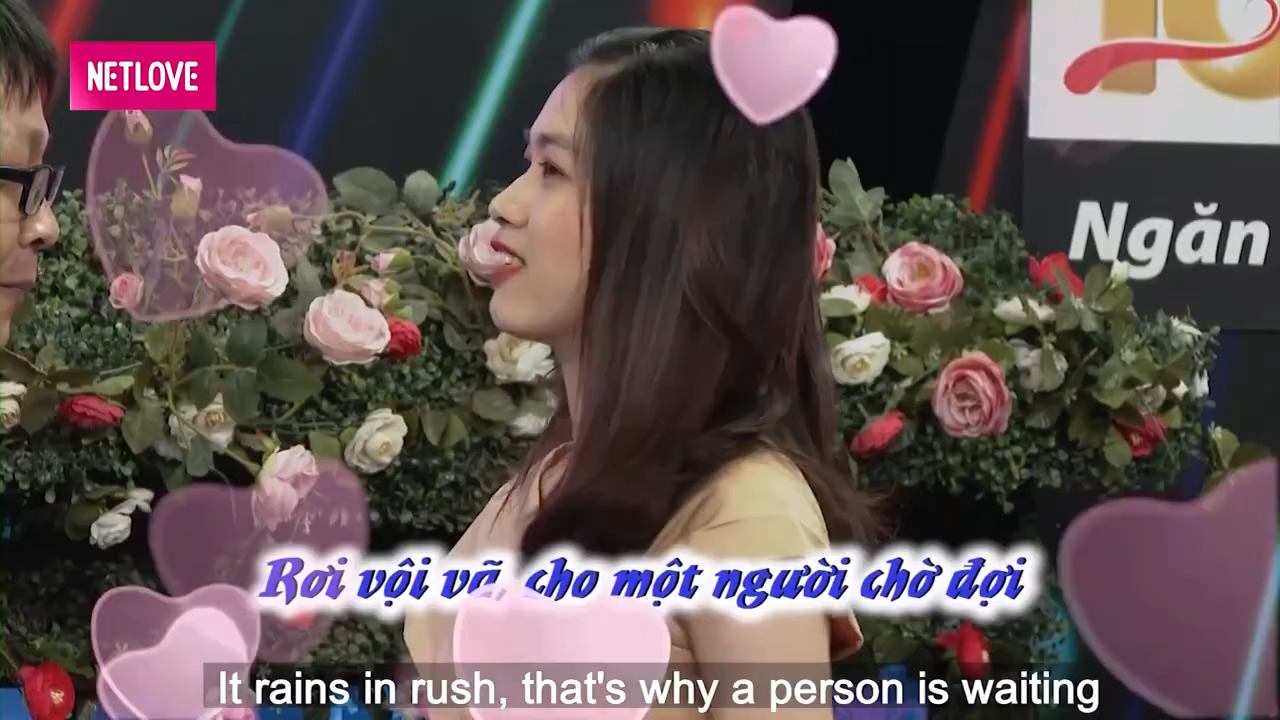 NETLOVE
10
Ngăn
Rơi vội vã, cho một người chờ đợi
It rains in rush, that's why a person is waiting